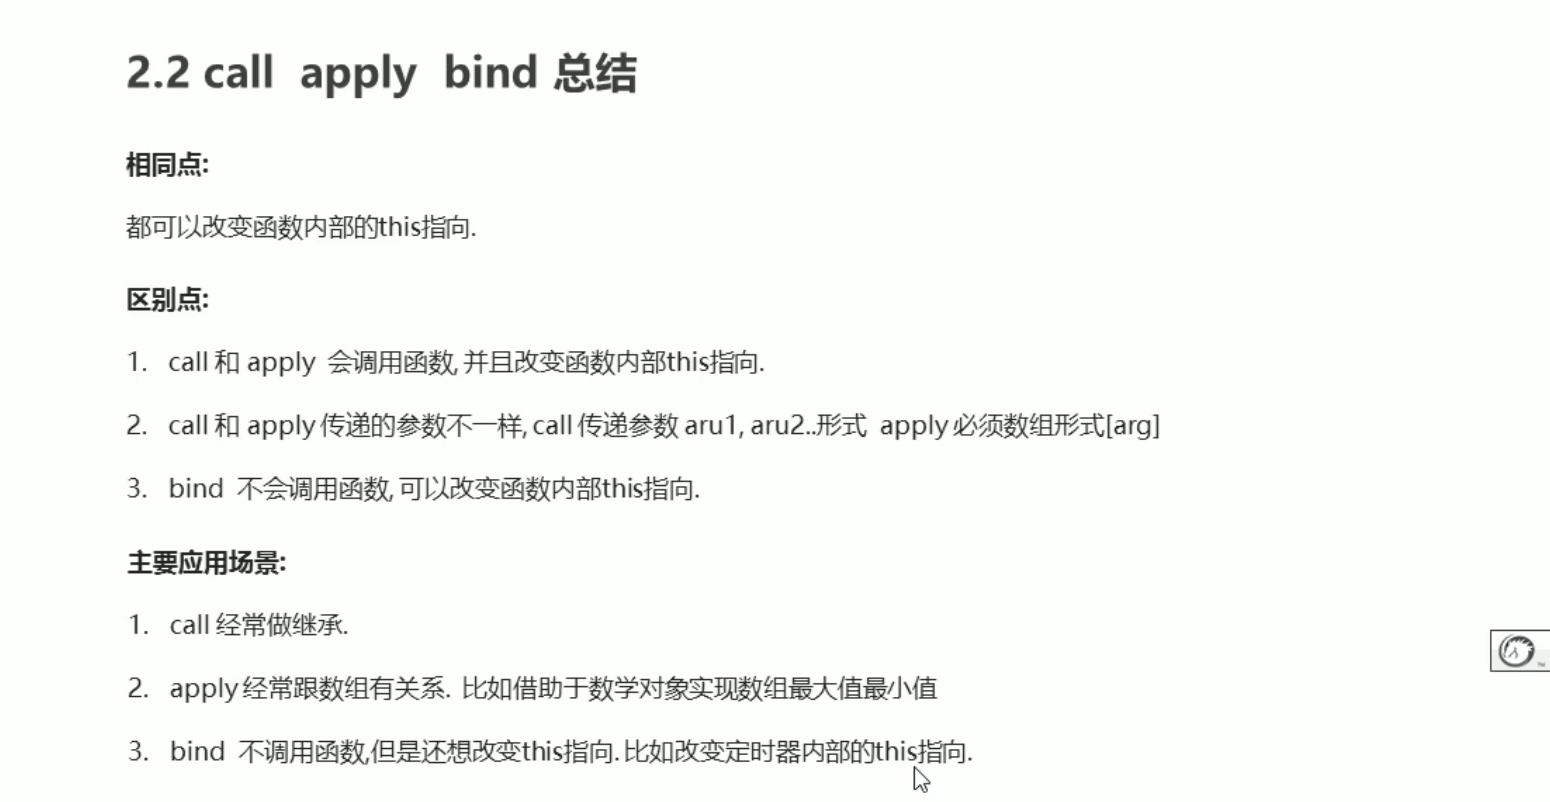 2.2 call apply bind 总结
相同点:
都可以改变函数内部的this指向.
区别点:
1. call 和 apply 会调用函数, 并且改变函数内部this指向.
2. call 和 apply 传递的参数不一样, call 传递参数 aru1, aru2..形式 apply 必须数组形式[arg]
3. bind 不会调用函数, 可以改变函数内部this指向.
主要应用场景:
1. call 经常做继承.
2. apply 经常跟数组有关系. 比如借助于数学对象实现数组最大值最小值
3. bind 不调用函数,但是还想改变this指向. 比如改变定时器内部的this指向.